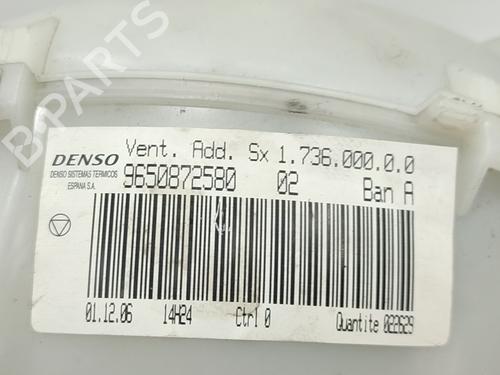 B-PARTS
Vent. Add. Sx 1.736.000.0.0
DENSO
DENSO SISTEMAS TERMICOS
ESPANA S.A.
9650872580 02 Ban A
01.12.06 14H24 Ctrl 0 Quantite 022629